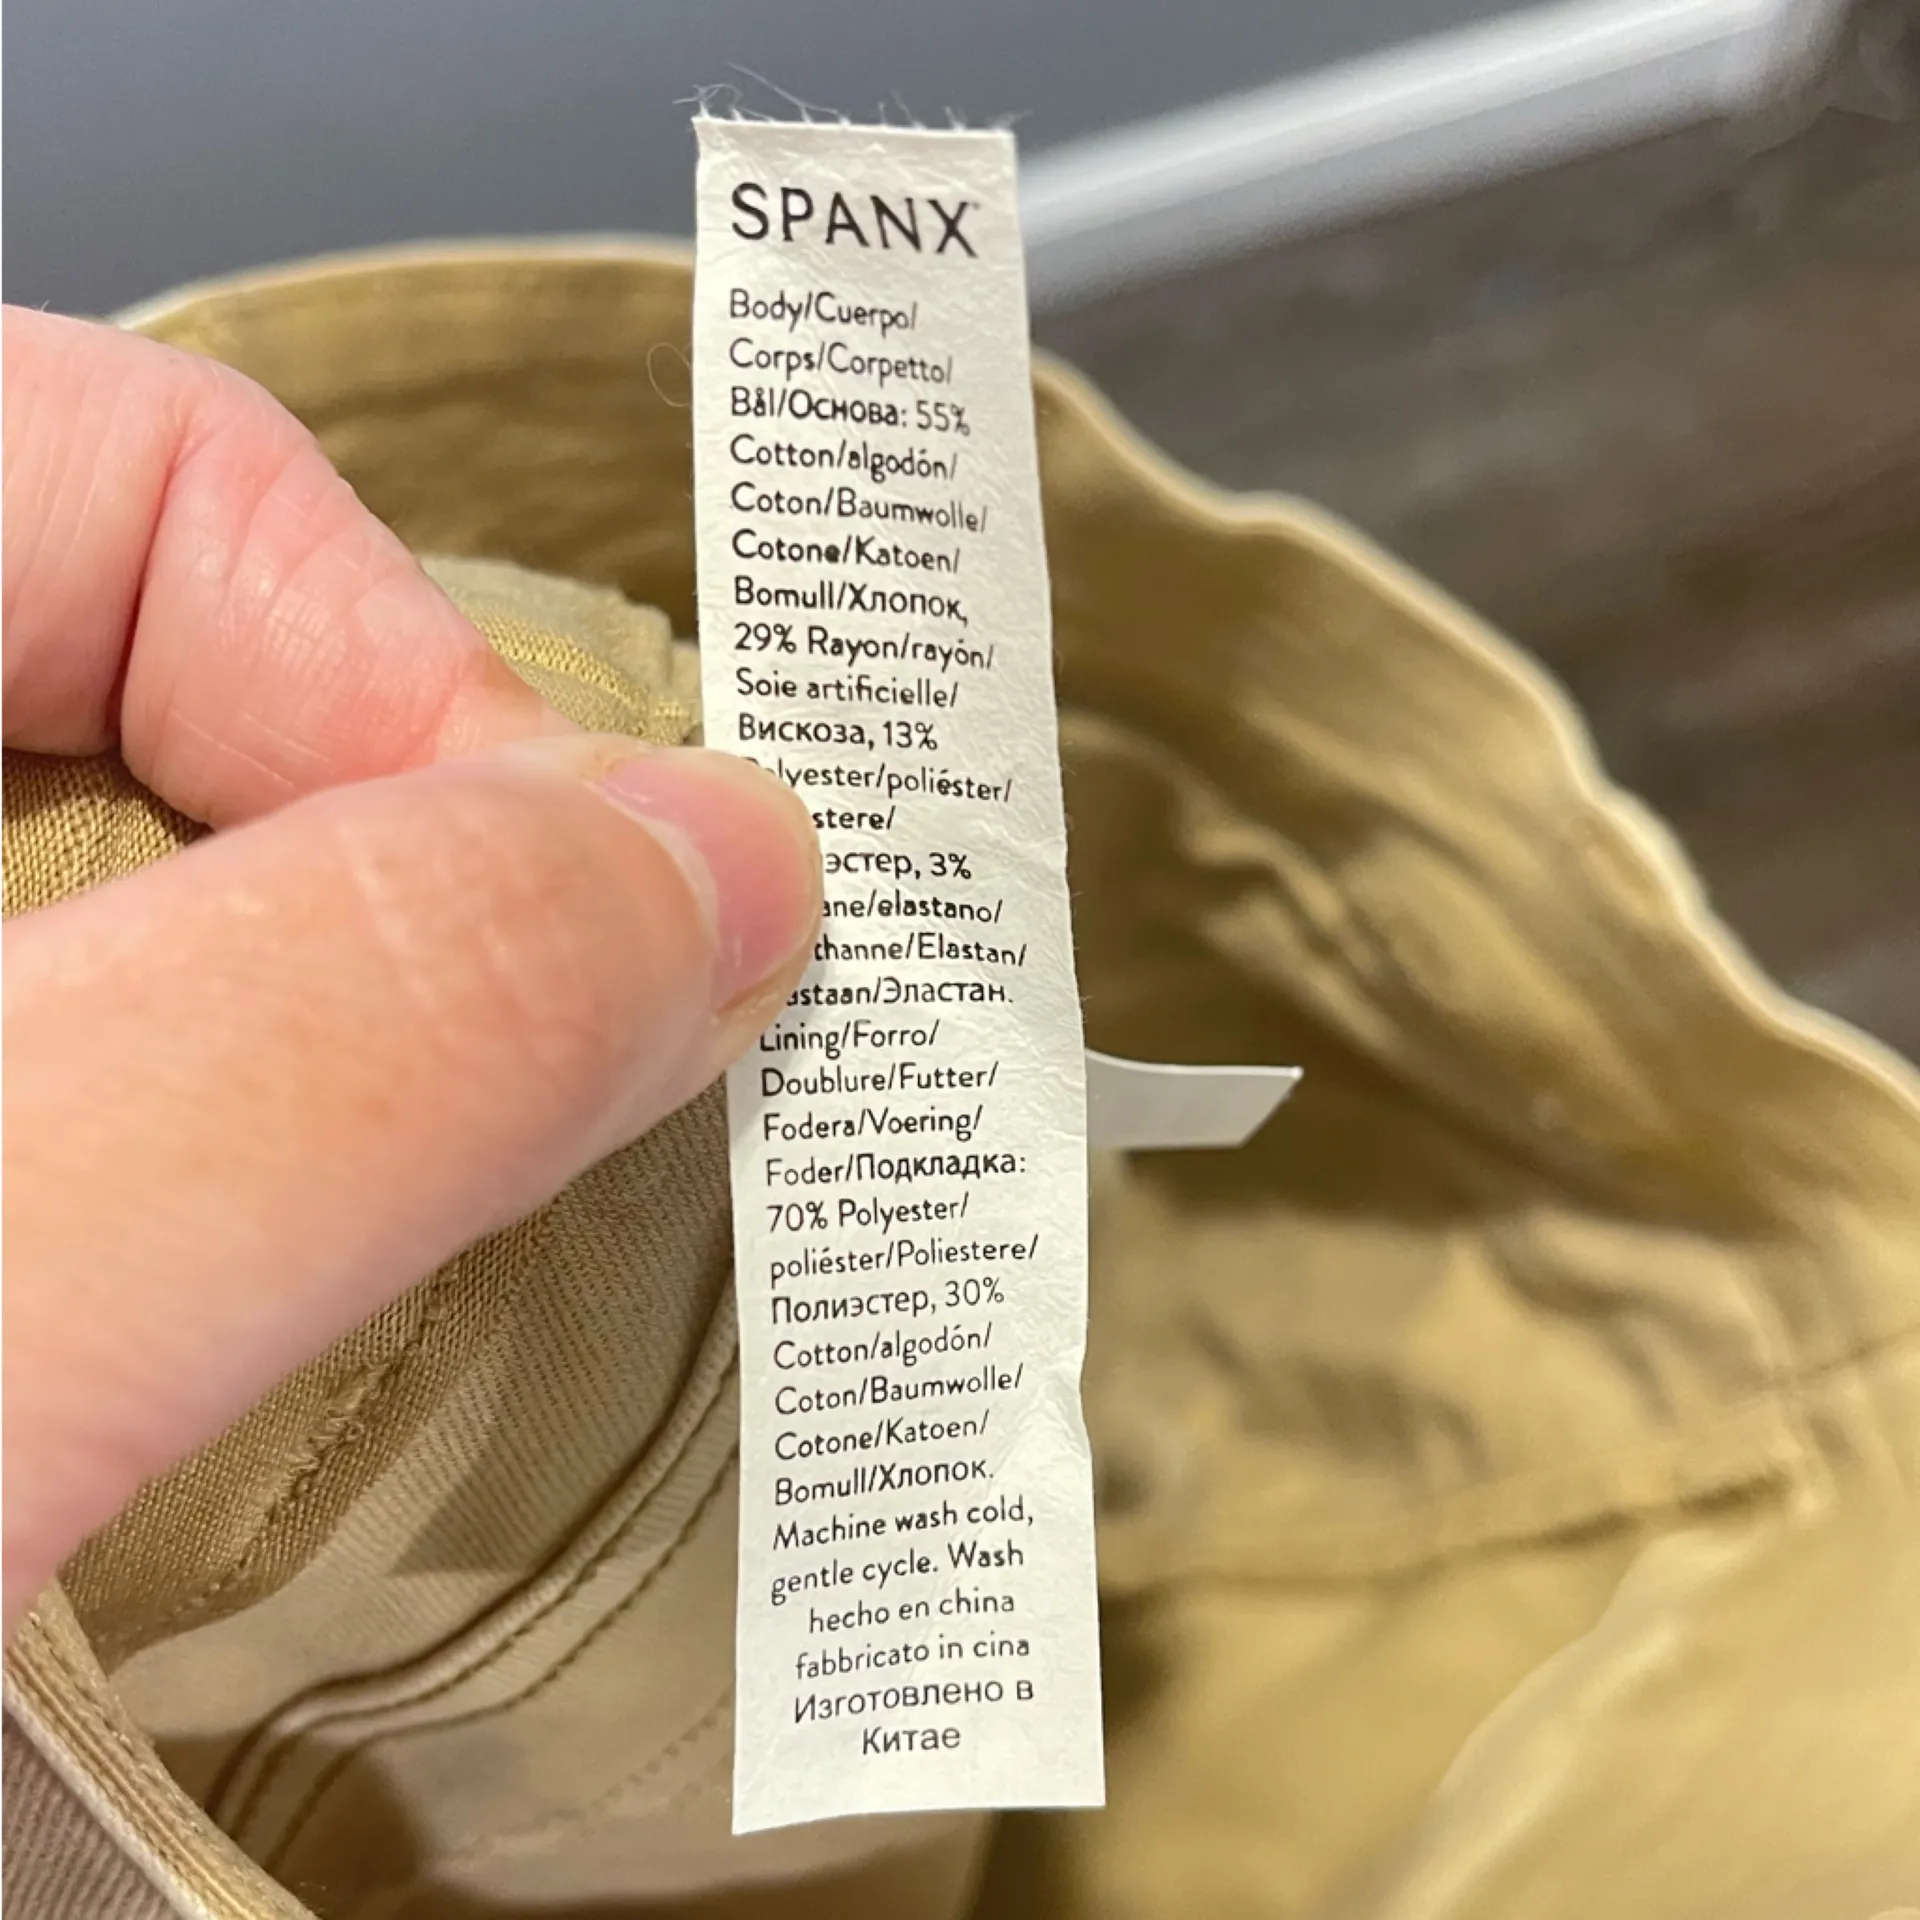 SPANX
Body/Cuerpo/
Corps/Corpetto/
Bål/Основа: 55%
Cotton/algodón/
Coton/Baumwolle/
Cotone/Katoen/
Bomull/Хлопок,
29% Rayon/rayón/
Soie artificielle/
Вискоза, 13%
lyester/poliéster/
stere/
эстер, 3%
ane/elastano/
thanne/Elastan/
astaan/Эластан.
Lining/Forro/
Doublure/Futter/
Fodera/Voering/
Foder/Подкладка:
70% Polyester/
poliéster/Poliestere/
Полиэстер, 30%
Cotton/algodón/
Coton/Baumwolle/
Cotone/Katoen/
Bomull/Хлопок.
Machine wash cold,
gentle cycle. Wash
hecho en china
fabbricato in cina
Изготовлено в
Китае